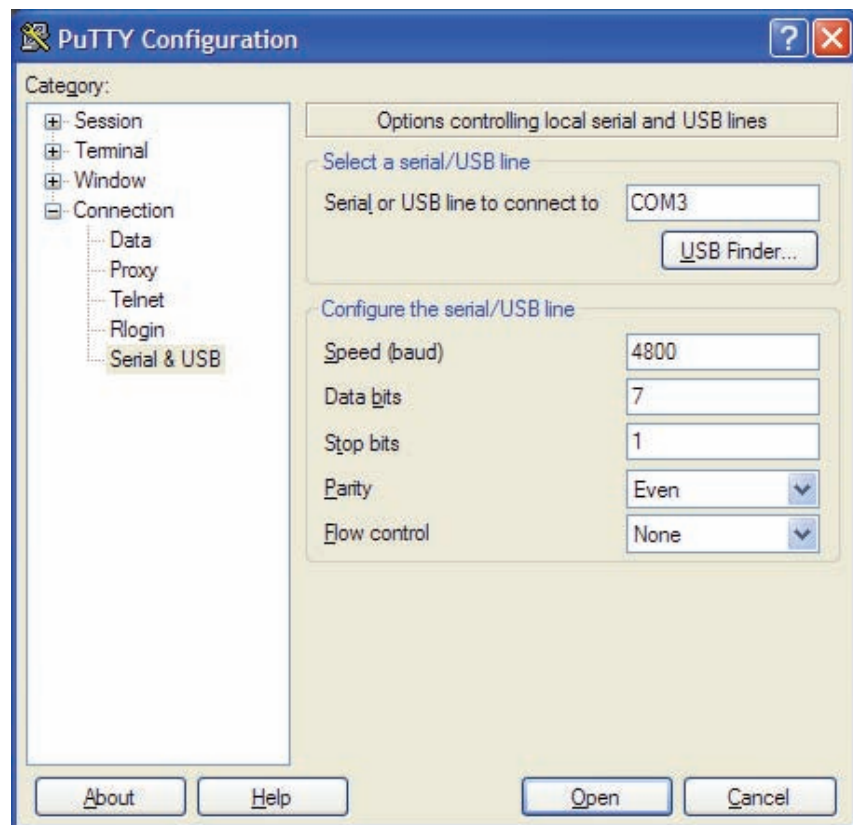 PuTTY Configuration
Category:
Session
Terminal
Window
Connection
Data
Proxy
Telnet
Rlogin
Serial & USB
Options controlling local serial and USB lines
Select a serial/USB line
Serial or USB line to connect to COM3
USB Finder...
Configure the serial/USB line
Speed (baud) 4800
Data bits 7
Stop bits 1
Parity Even
Flow control None
About Help Open Cancel